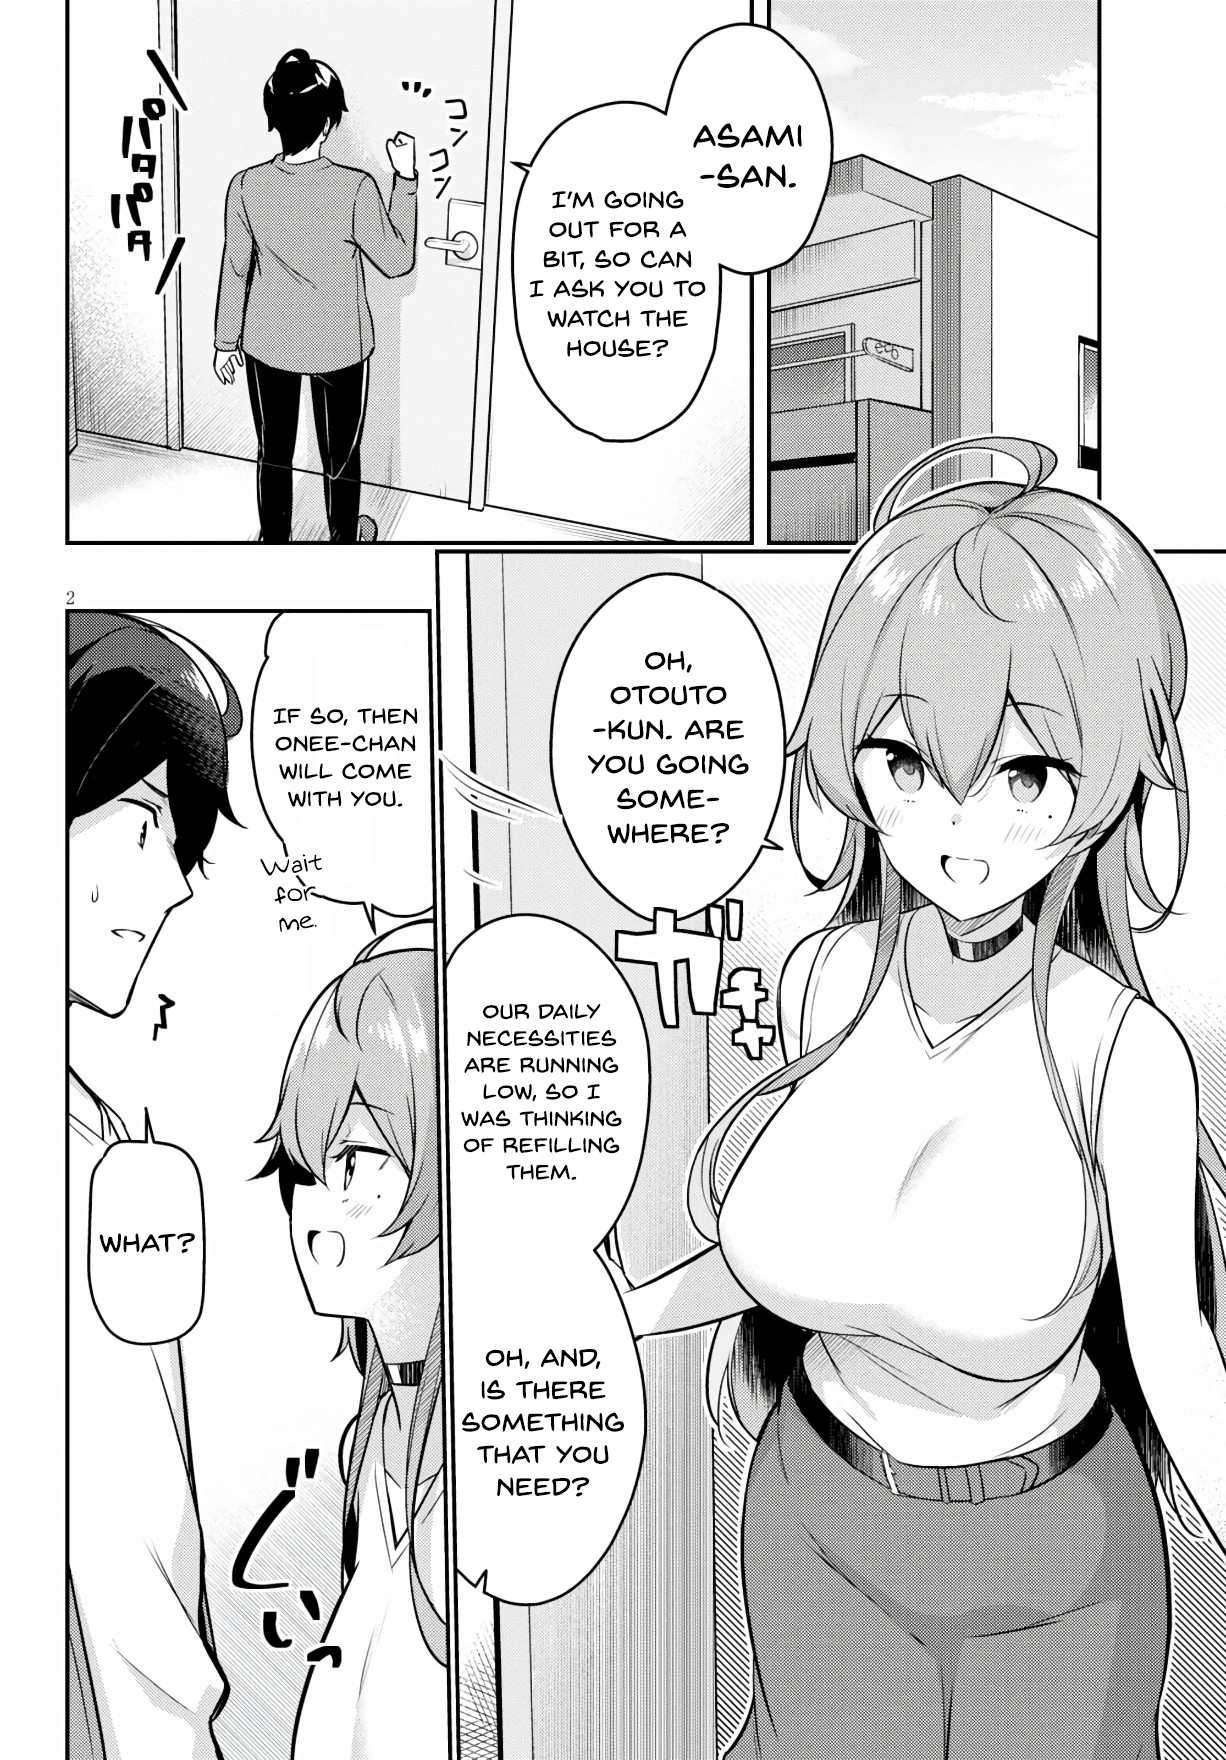 ASAMI
-SAN.
I'M GOING
OUT FOR A
BIT, SO CAN
I ASK YOU TO
WATCH THE
HOUSE?
コンコン
パタパタ
OH,
OTOUTO
-KUN. ARE
YOU GOING
SOME-
WHERE?
ガチャ
OUR DAILY
NECESSITIES
ARE RUNNING
LOW, SO I
WAS THINKING
OF REFILLING
THEM.
OH, AND,
IS THERE
SOMETHING
THAT YOU
NEED?
2
IF SO, THEN
ONEE-CHAN
WILL COME
WITH YOU.
Wait
for
me.
WHAT?
じいっ